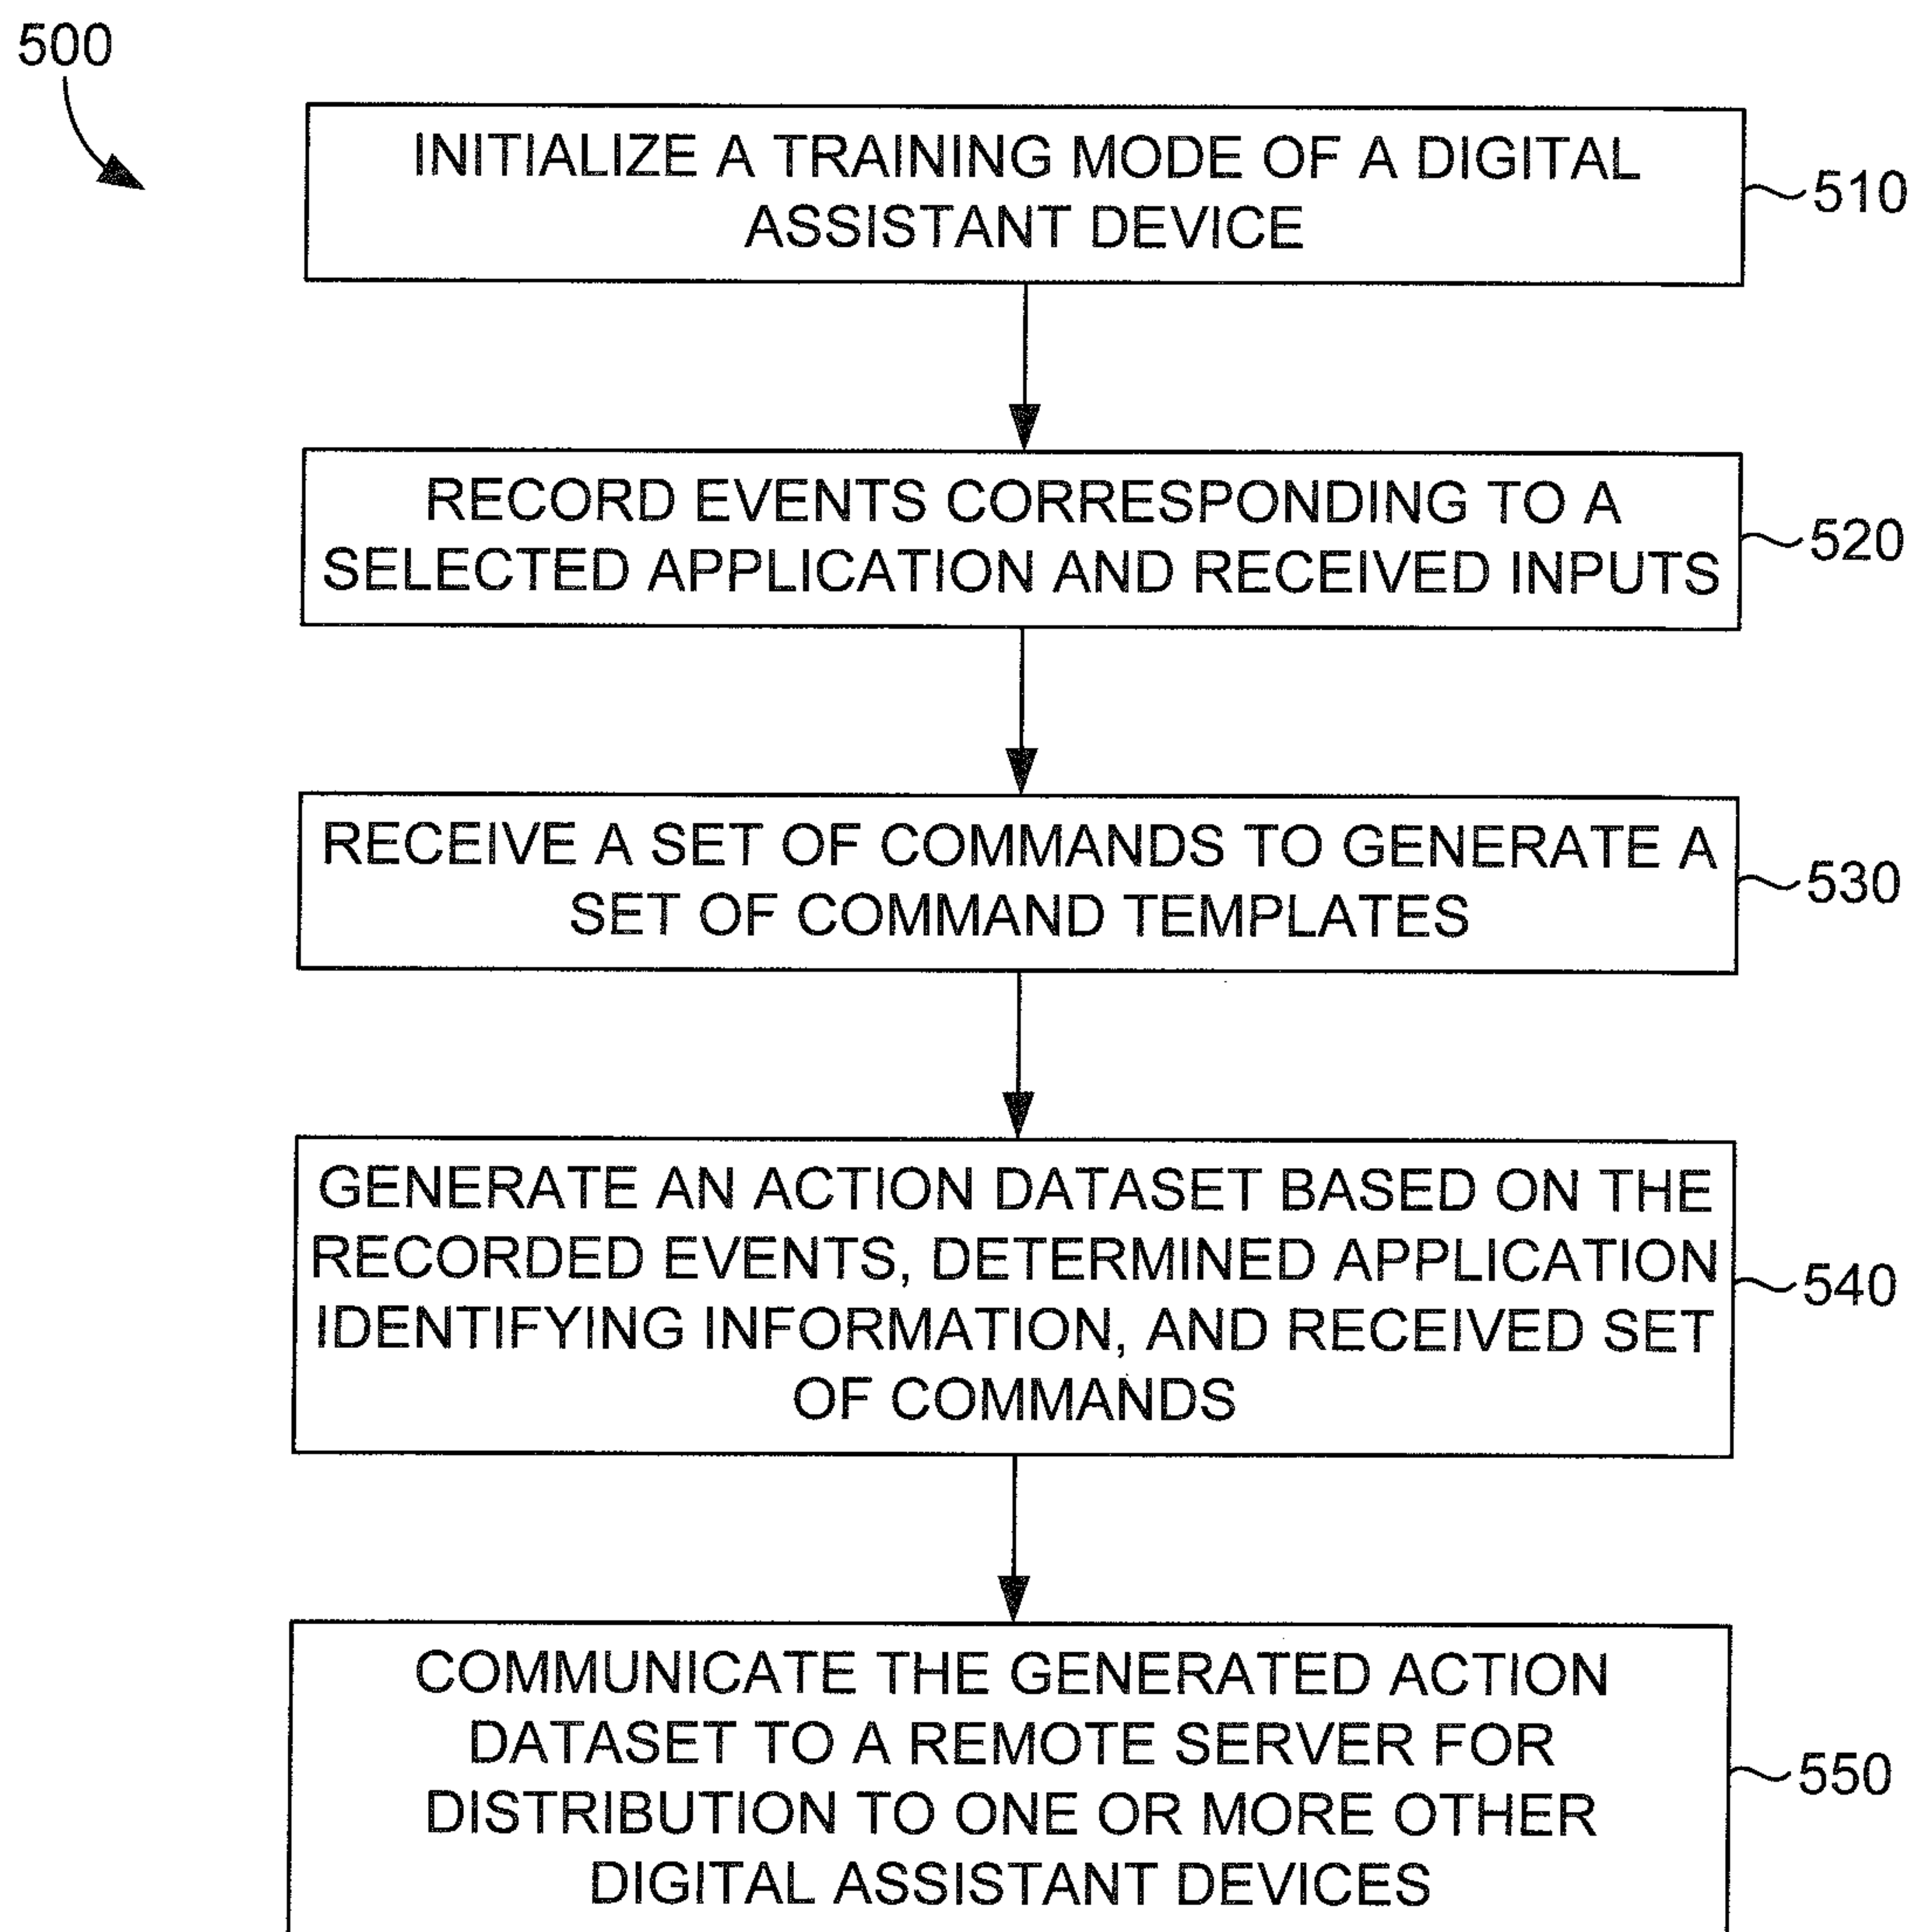 500
INITIALIZE A TRAINING MODE OF A DIGITAL
ASSISTANT DEVICE
510
RECORD EVENTS CORRESPONDING TO A
SELECTED APPLICATION AND RECEIVED INPUTS
520
RECEIVE A SET OF COMMANDS TO GENERATE A
SET OF COMMAND TEMPLATES
530
GENERATE AN ACTION DATASET BASED ON THE
RECORDED EVENTS, DETERMINED APPLICATION
IDENTIFYING INFORMATION, AND RECEIVED SET
OF COMMANDS
540
COMMUNICATE THE GENERATED ACTION
DATASET TO A REMOTE SERVER FOR
DISTRIBUTION TO ONE OR MORE OTHER
DIGITAL ASSISTANT DEVICES
550